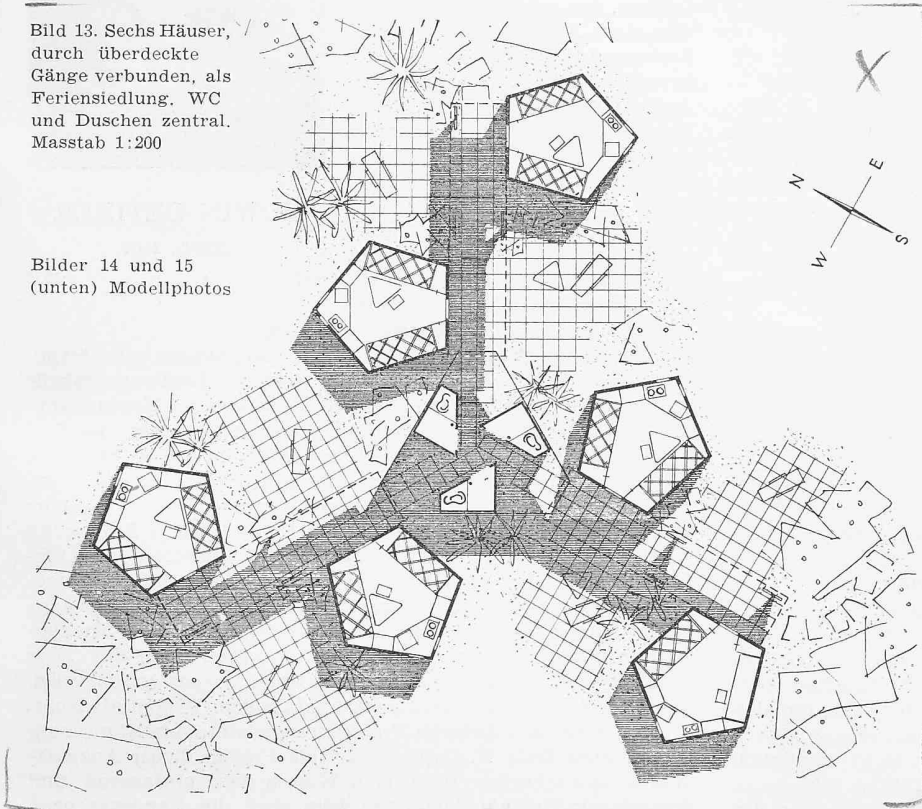 Bild 13. Sechs Häuser,
durch überdeckte
Gänge verbunden, als
Feriensiedlung. WC
und Duschen zentral.
Masstab 1:200
Bilder 14 und 15
(unten) Modellphotos
N
E
W
S